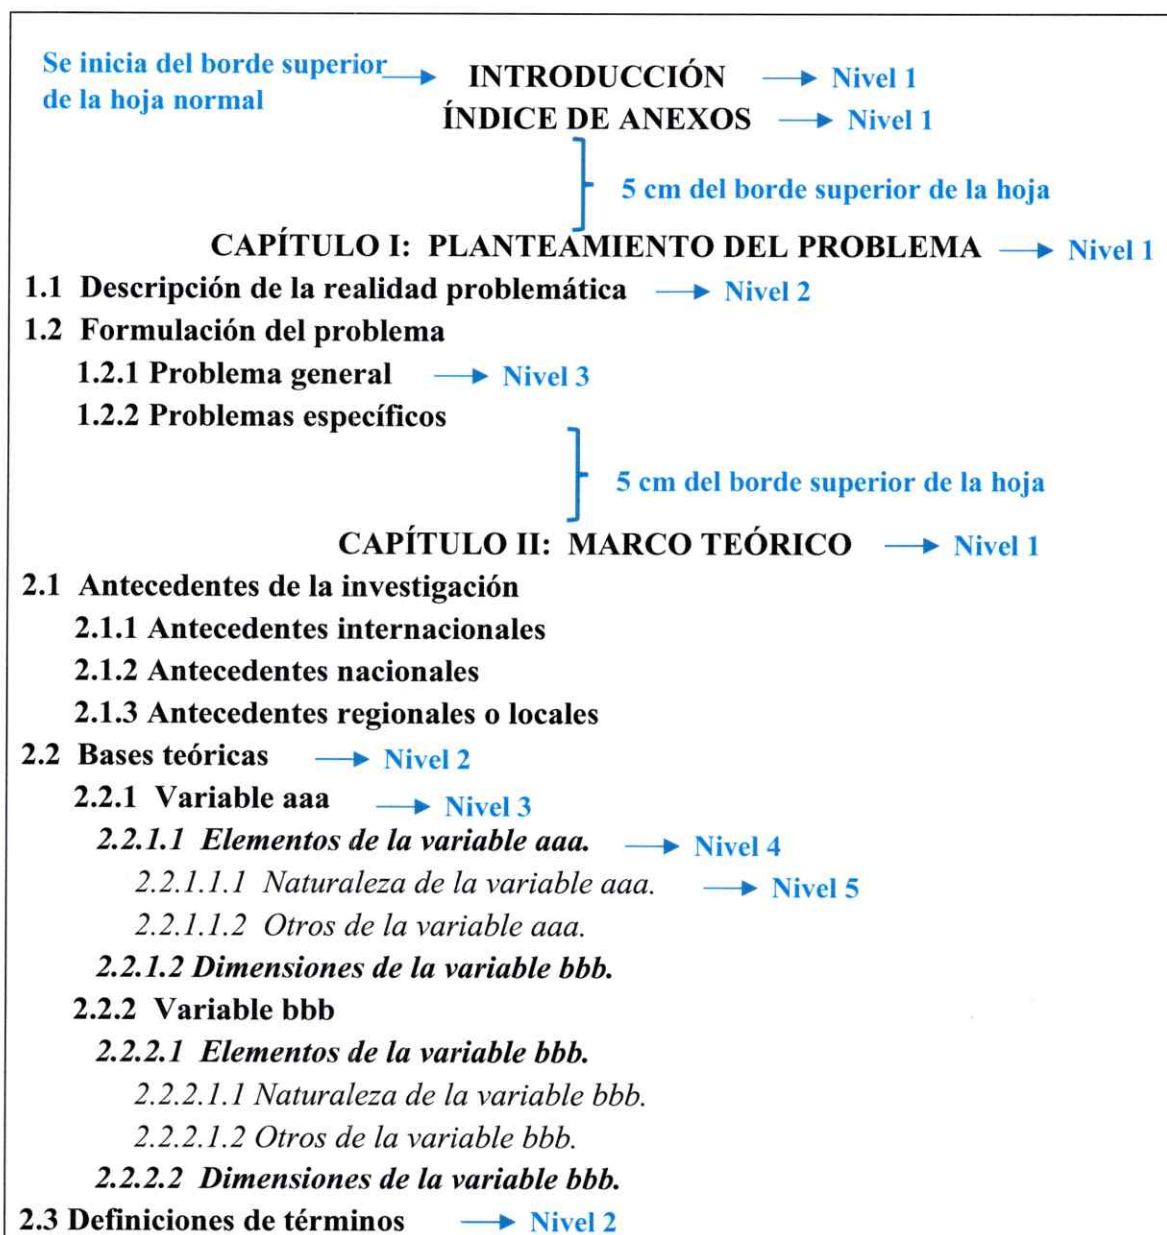 Se inicia del borde superior
de la hoja normal
INTRODUCCIÓN Nivel 1
ÍNDICE DE ANEXOS Nivel 1
5 cm del borde superior de la hoja
CAPÍTULO I: PLANTEAMIENTO DEL PROBLEMA Nivel 1
1.1 Descripción de la realidad problemática Nivel 2
1.2 Formulación del problema
1.2.1 Problema general Nivel 3
1.2.2 Problemas específicos
5 cm del borde superior de la hoja
CAPÍTULO II: MARCO TEÓRICO Nivel 1
2.1 Antecedentes de la investigación
2.1.1 Antecedentes internacionales
2.1.2 Antecedentes nacionales
2.1.3 Antecedentes regionales o locales
2.2 Bases teóricas Nivel 2
2.2.1 Variable aaa Nivel 3
2.2.1.1 Elementos de la variable aaa. Nivel 4
2.2.1.1.1 Naturaleza de la variable aaa. Nivel 5
2.2.1.1.2 Otros de la variable aaa.
2.2.1.2 Dimensiones de la variable bbb.
2.2.2 Variable bbb
2.2.2.1 Elementos de la variable bbb.
2.2.2.1.1 Naturaleza de la variable bbb.
2.2.2.1.2 Otros de la variable bbb.
2.2.2.2 Dimensiones de la variable bbb.
2.3 Definiciones de términos Nivel 2